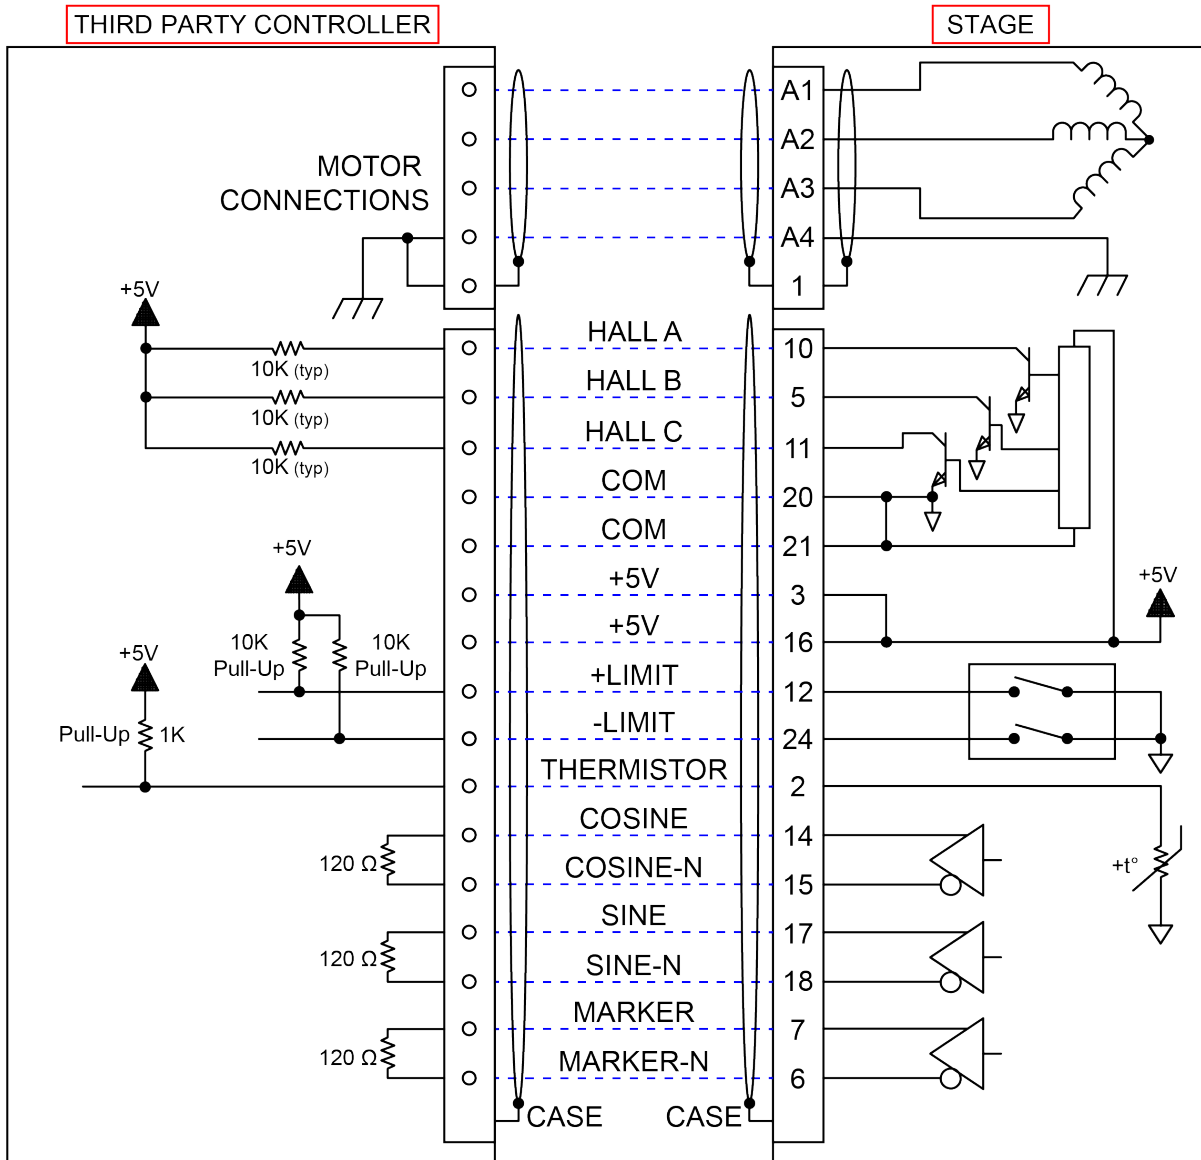 THIRD PARTY CONTROLLER
STAGE
MOTOR
CONNECTIONS
A1
A2
A3
A4
1
+5V
10K (typ)
10K (typ)
10K (typ)
HALL A
10
HALL B
5
HALL C
11
COM
20
COM
21
+5V
3
+5V
16
+5V
+5V
10K
Pull-Up
10K
Pull-Up
+LIMIT
12
-LIMIT
24
+5V
Pull-Up
1K
THERMISTOR
2
+t°
COSINE
14
120 Ω
COSINE-N
15
SINE
17
120 Ω
SINE-N
18
MARKER
7
120 Ω
MARKER-N
6
CASE
CASE